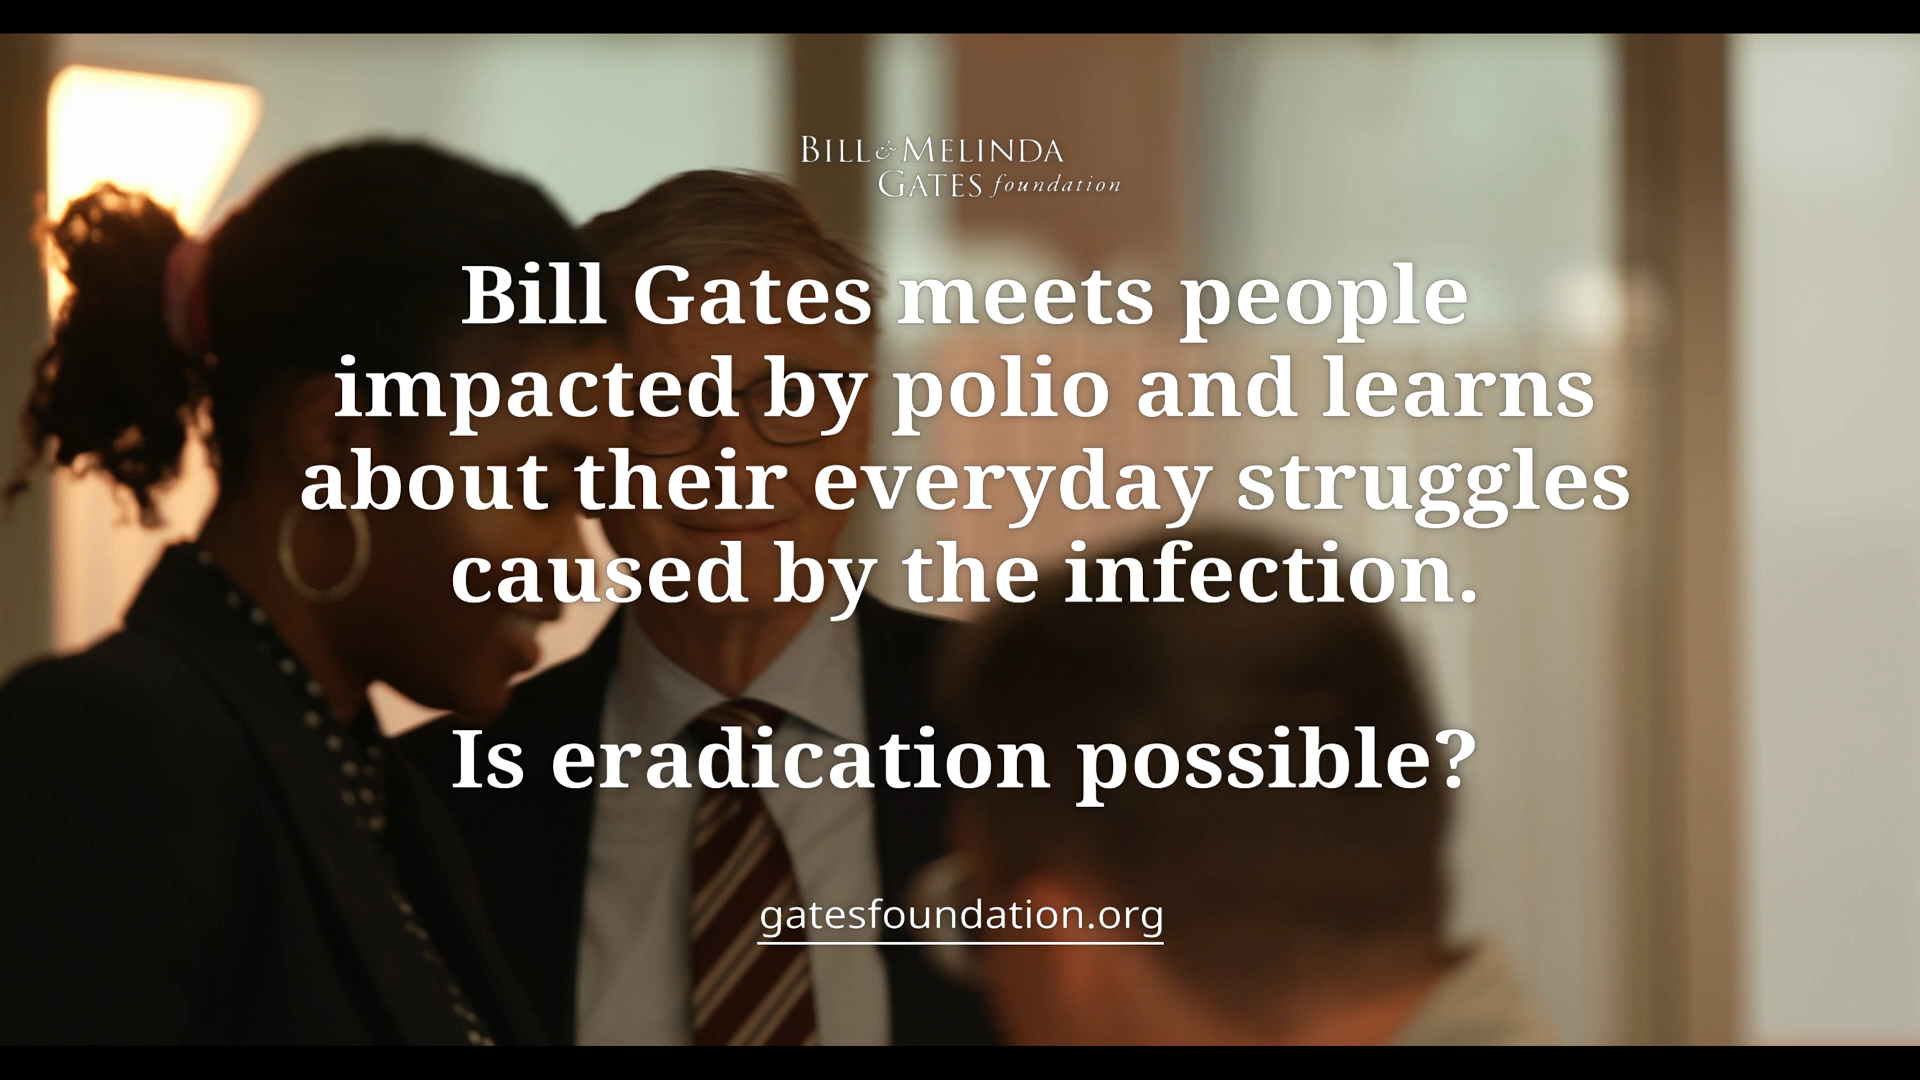 BILL & MELINDA
GATES foundation
Bill Gates meets people
impacted by polio and learns
about their everyday struggles
caused by the infection.
Is eradication possible?
gatesfoundation.org